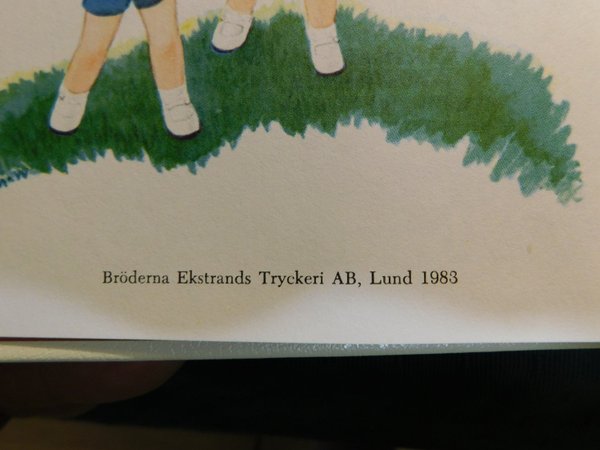 Bröderna Ekstrands Tryckeri AB, Lund 1983